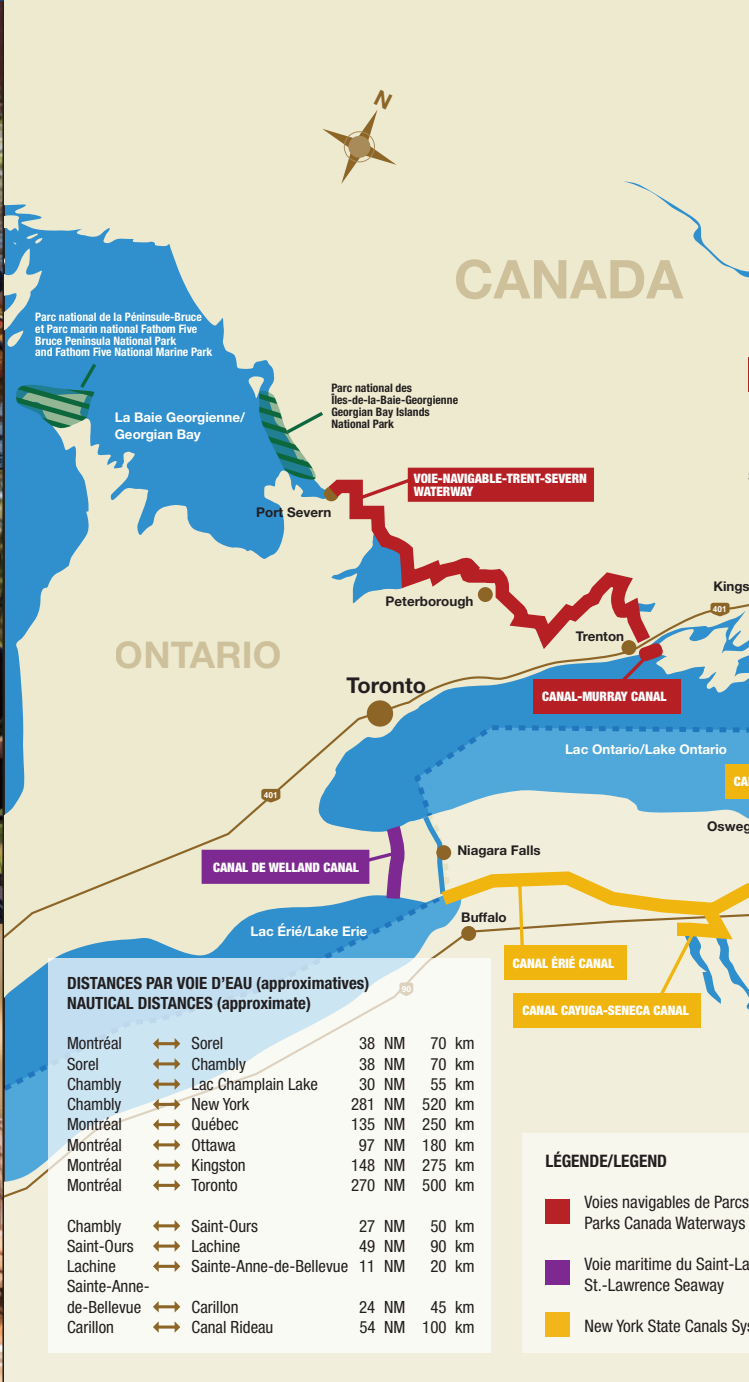 N
CANADA
Parc national de la Péninsule-Bruce
et Parc marin national Fathom Five
Bruce Peninsula National Park
and Fathom Five National Marine Park
Parc national des
Îles-de-la-Baie-Georgienne
Georgian Bay Islands
National Park
La Baie Georgienne/
Georgian Bay
VOIE-NAVIGABLE-TRENT-SEVERN
WATERWAY
Port Severn
Peterborough
Kings
401
Trenton
ONTARIO
Toronto
CANAL-MURRAY CANAL
Lac Ontario/Lake Ontario
CA
401
Osweg
Niagara Falls
CANAL DE WELLAND CANAL
Buffalo
Lac Érié/Lake Erie
CANAL ÉRIÉ CANAL
90
CANAL CAYUGA-SENECA CANAL
DISTANCES PAR VOIE D'EAU (approximatives)
NAUTICAL DISTANCES (approximate)
Montréal ↔ Sorel 38 NM 70 km
Sorel ↔ Chambly 38 NM 70 km
Chambly ↔ Lac Champlain Lake 30 NM 55 km
Chambly ↔ New York 281 NM 520 km
Montréal ↔ Québec 135 NM 250 km
Montréal ↔ Ottawa 97 NM 180 km
Montréal ↔ Kingston 148 NM 275 km
Montréal ↔ Toronto 270 NM 500 km
Chambly ↔ Saint-Ours 27 NM 50 km
Saint-Ours ↔ Lachine 49 NM 90 km
Lachine ↔ Sainte-Anne-de-Bellevue 11 NM 20 km
Sainte-Anne-
de-Bellevue ↔ Carillon 24 NM 45 km
Carillon ↔ Canal Rideau 54 NM 100 km
LÉGENDE/LEGEND
Voies navigables de Parcs
Parks Canada Waterways
Voie maritime du Saint-La
St.-Lawrence Seaway
New York State Canals Sys